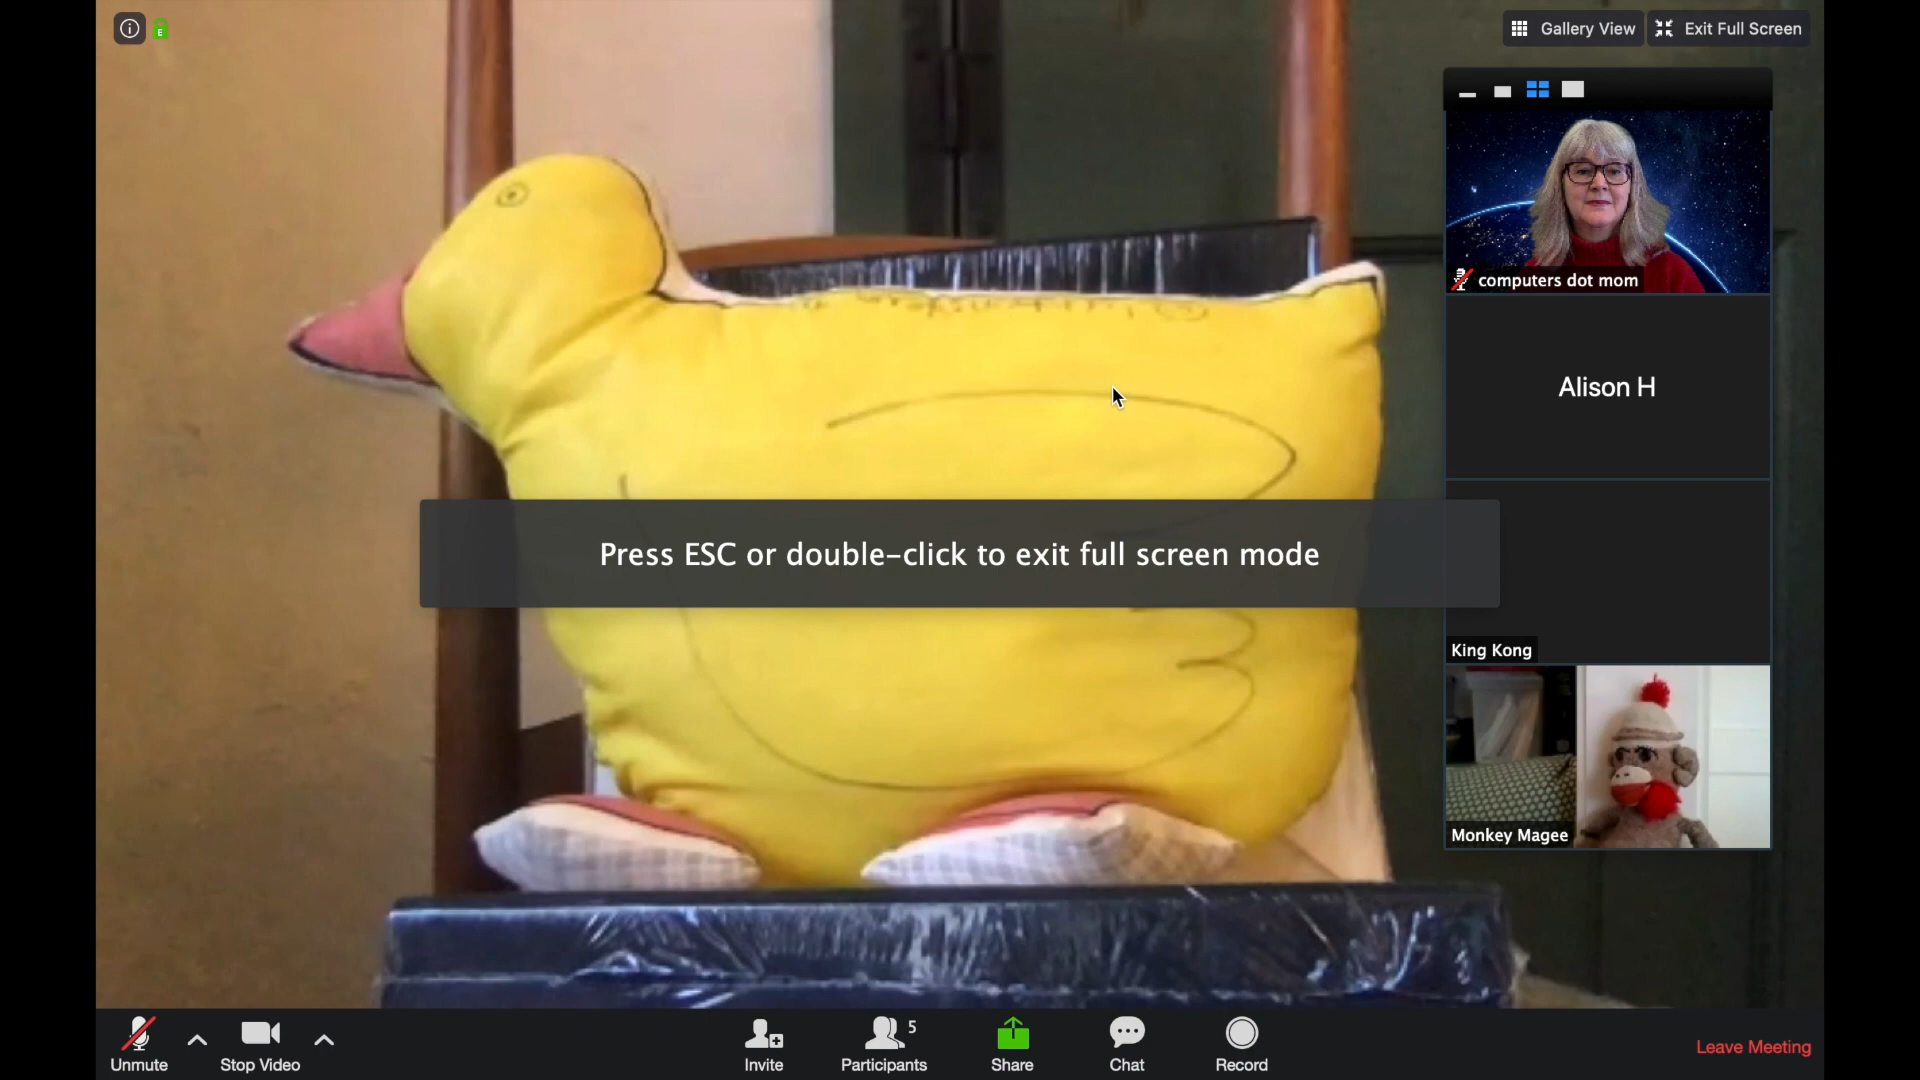 E
Gallery View
Exit Full Screen
computers dot mom
Alison H
Press ESC or double-click to exit full screen mode
King Kong
Monkey Magee
5
Unmute
Stop Video
Invite
Participants
Share
Chat
Record
Leave Meeting